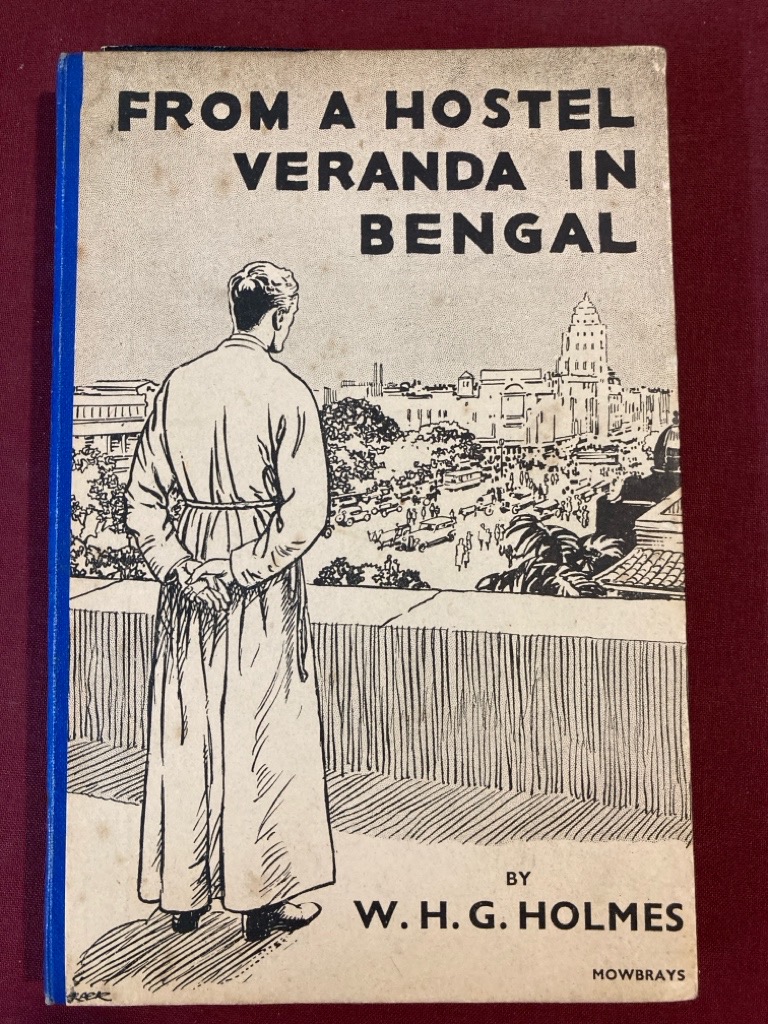 FROM A HOSTEL
VERANDA IN
BENGAL
BY
W. H. G. HOLMES
MOWBRAYS